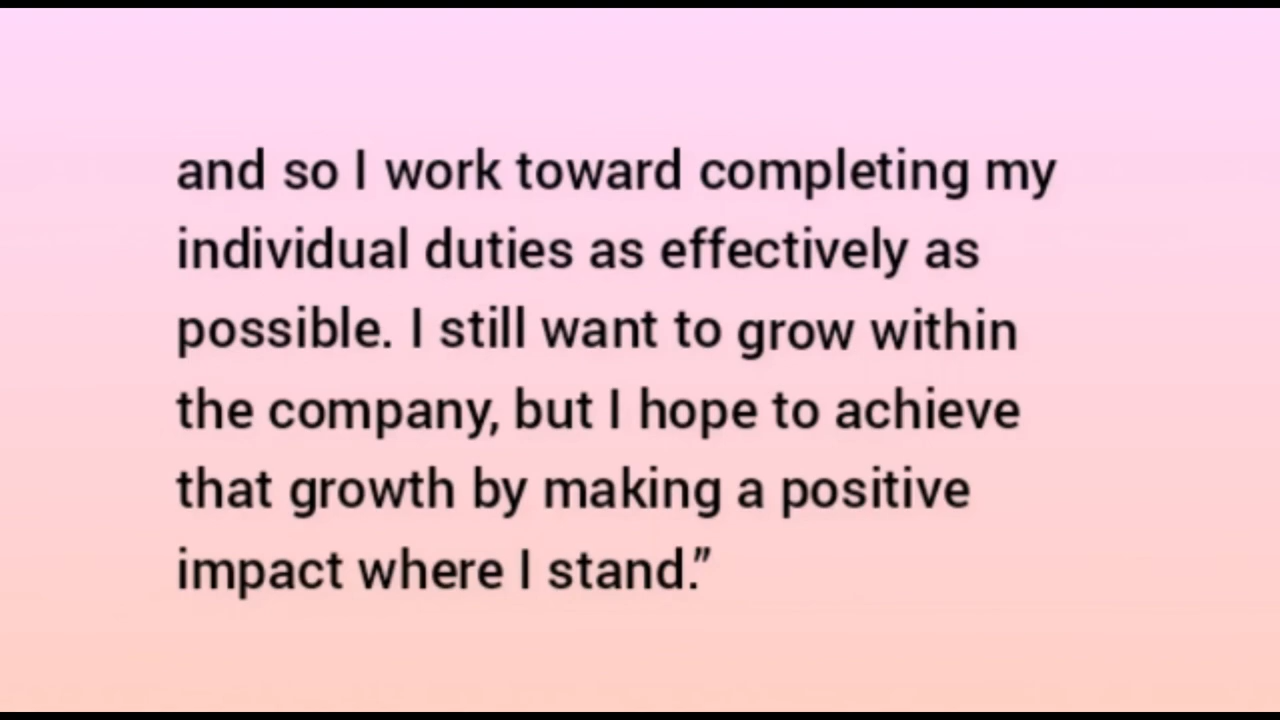 and so I work toward completing my
individual duties as effectively as
possible. I still want to grow within
the company, but I hope to achieve
that growth by making a positive
impact where I stand.”